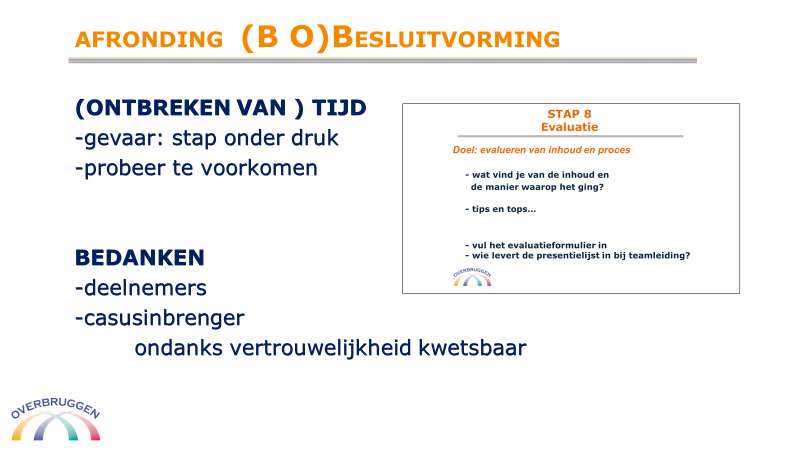 AFRONDING (B O)BESLUITVORMING
(ONTBREKEN VAN ) TIJD
-gevaar: stap onder druk
-probeer te voorkomen
BEDANKEN
-deelnemers
-casusinbrenger
ondanks vertrouwelijkheid kwetsbaar
STAP 8
Evaluatie
Doel: evalueren van inhoud en proces
- wat vind je van de inhoud en
de manier waarop het ging?
- tips en tops...
- vul het evaluatieformulier in
- wie levert de presentielijst in bij teamleiding?
OVERBRUGGEN
OVERBRUGGEN